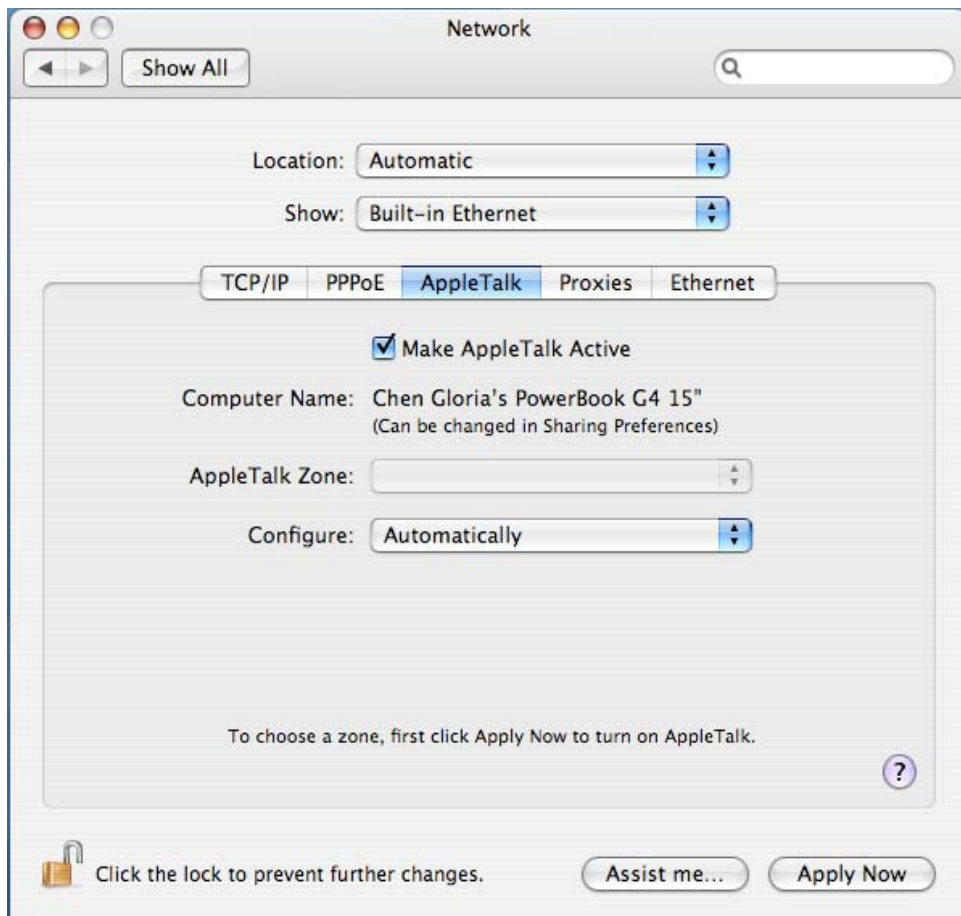 Network
Show All
Location: Automatic
Show: Built-in Ethernet
TCP/IP PPPoE AppleTalk Proxies Ethernet
Make AppleTalk Active
Computer Name: Chen Gloria's PowerBook G4 15"
(Can be changed in Sharing Preferences)
AppleTalk Zone:
Configure: Automatically
To choose a zone, first click Apply Now to turn on AppleTalk.
?
Click the lock to prevent further changes. Assist me... Apply Now